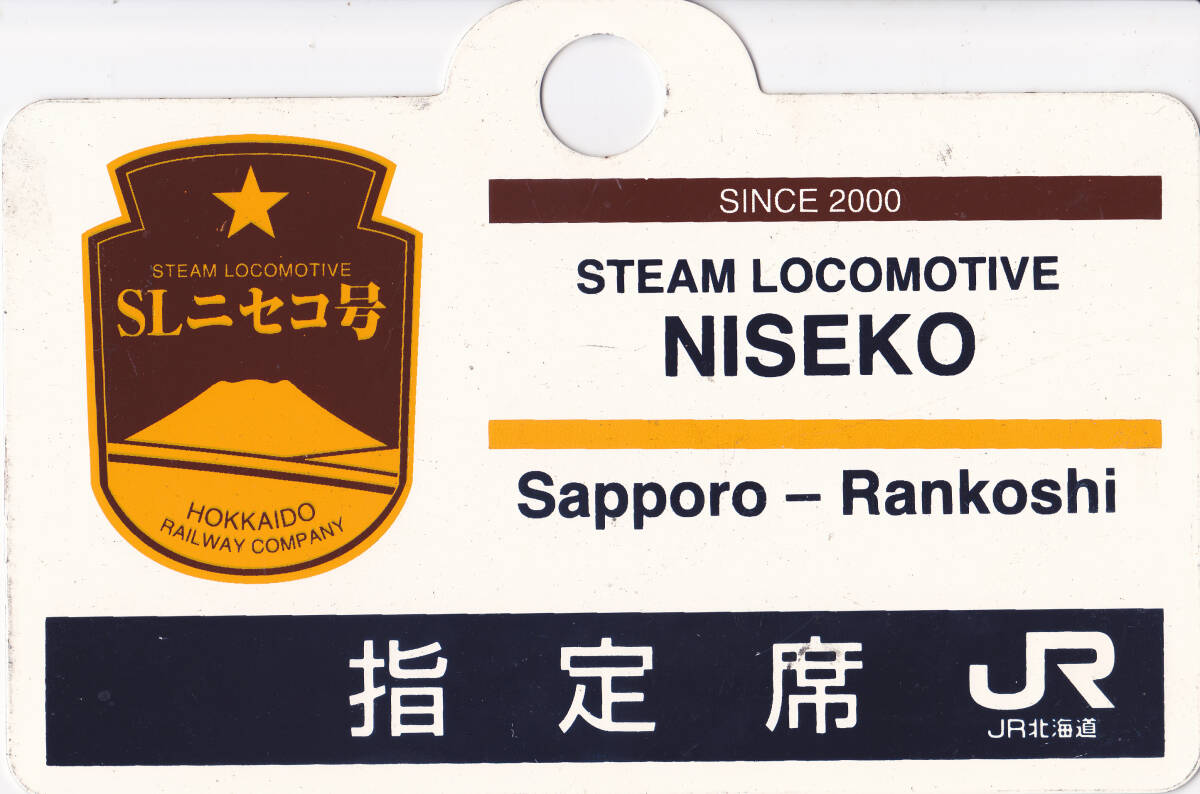 STEAM LOCOMOTIVE
SLニセコ号
HOKKAIDO
RAILWAY COMPANY
SINCE 2000
STEAM LOCOMOTIVE
NISEKO
Sapporo – Rankoshi
指定席
JR
JR北海道